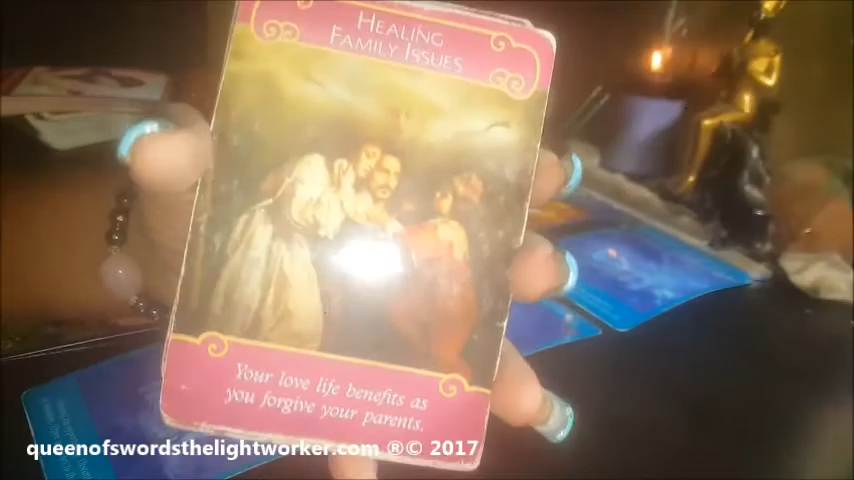 HEALING
FAMILY ISSUES
Your love life benefits as
you forgive your parents.
queenofswordsthelightworker.com ®© 2017